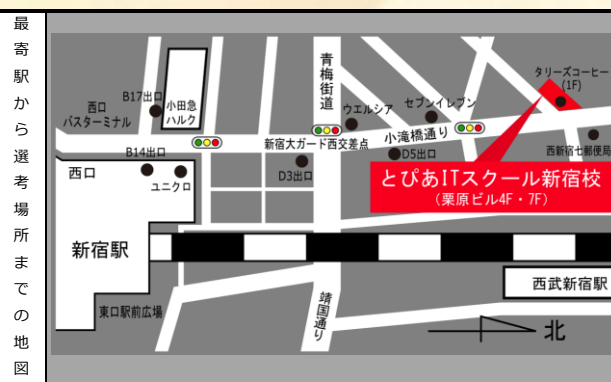 最寄駅から選考場所までの地図
青梅街道
タリーズコーヒー
(1F)
B17出口
小田急
ハルク
西口
バスターミナル
ウエルシア
セブンイレブン
新宿大ガード西交差点
小滝橋通り
西新宿七郵便局
B14出口
西口
ユニクロ
D3出口
D5出口
とぴあITスクール新宿校
(栗原ビル4F・7F)
新宿駅
西武新宿駅
東口駅前広場
靖国通り
北